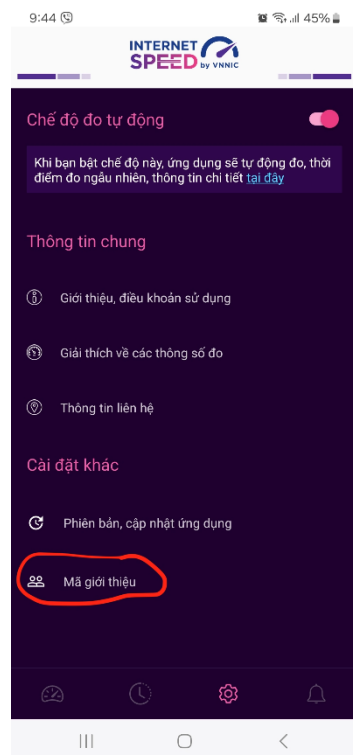 9:44
45%
INTERNET
SPEED by VNNIC
Chế độ đo tự động
Khi bạn bật chế độ này, ứng dụng sẽ tự động đo, thời
điểm đo ngẫu nhiên, thông tin chi tiết tại đây
Thông tin chung
Giới thiệu, điều khoản sử dụng
Giải thích về các thông số đo
Thông tin liên hệ
Cài đặt khác
Phiên bản, cập nhật ứng dụng
Mã giới thiệu